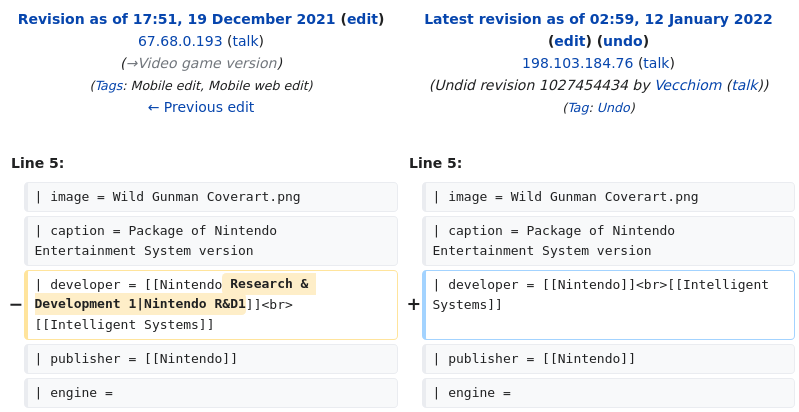 Revision as of 17:51, 19 December 2021 (edit)
67.68.0.193 (talk)
(→Video game version)
(Tags: Mobile edit, Mobile web edit)
← Previous edit
Latest revision as of 02:59, 12 January 2022
(edit) (undo)
198.103.184.76 (talk)
(Undid revision 1027454434 by Vecchiom (talk))
(Tag: Undo)
Line 5:
Line 5:
| image = Wild Gunman Coverart.png
| image = Wild Gunman Coverart.png
| caption = Package of Nintendo
Entertainment System version
| caption = Package of Nintendo
Entertainment System version
− | developer = [[Nintendo Research &
Development 1|Nintendo R&D1]]<br>
[[Intelligent Systems]]
+ | developer = [[Nintendo]]<br>[[Intelligent
Systems]]
| publisher = [[Nintendo]]
| publisher = [[Nintendo]]
| engine =
| engine =